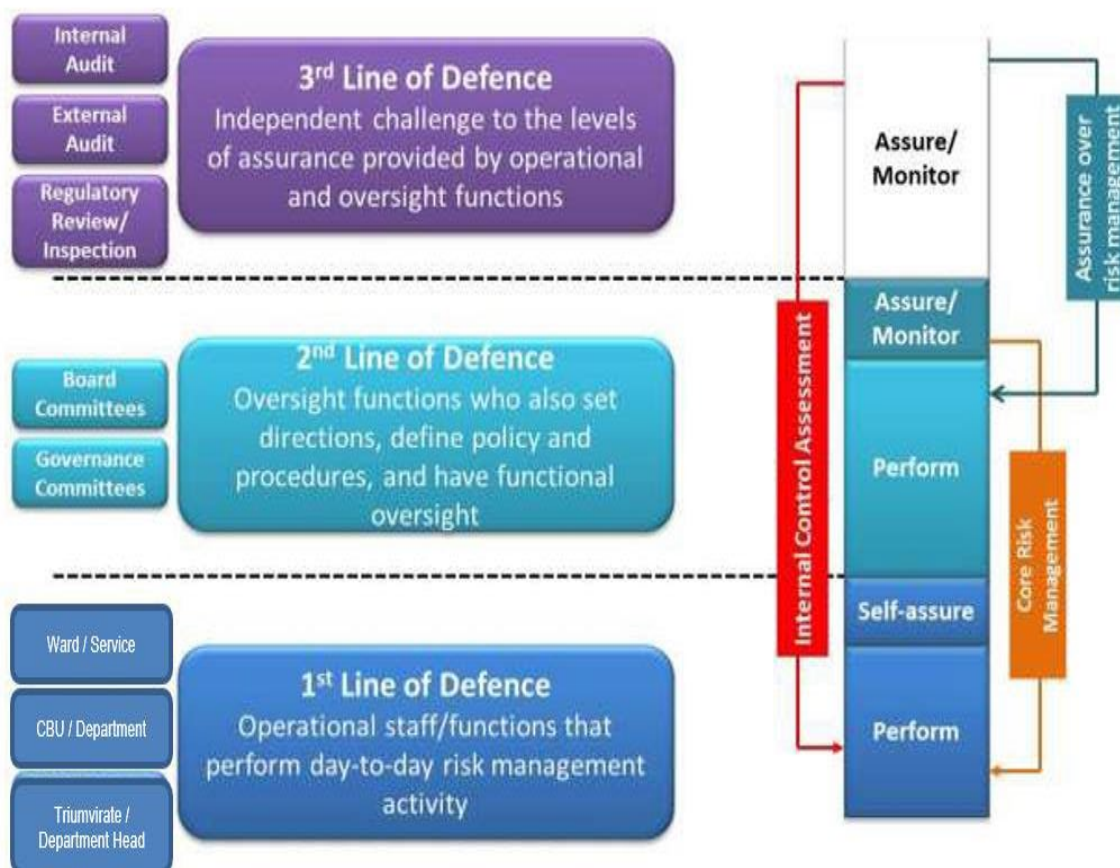 Internal
Audit
External
Audit
Regulatory
Review/
Inspection
3rd Line of Defence
Independent challenge to the levels
of assurance provided by operational
and oversight functions
Board
Committees
Governance
Committees
2nd Line of Defence
Oversight functions who also set
directions, define policy and
procedures, and have functional
oversight
Ward / Service
CBU / Department
Triumvirate /
Department Head
1st Line of Defence
Operational staff/functions that
perform day-to-day risk management
activity
Internal Control Assessment
Assure/
Monitor
Assure/
Monitor
Perform
Self-assure
Perform
Assurance over
risk management
Core Risk
Management